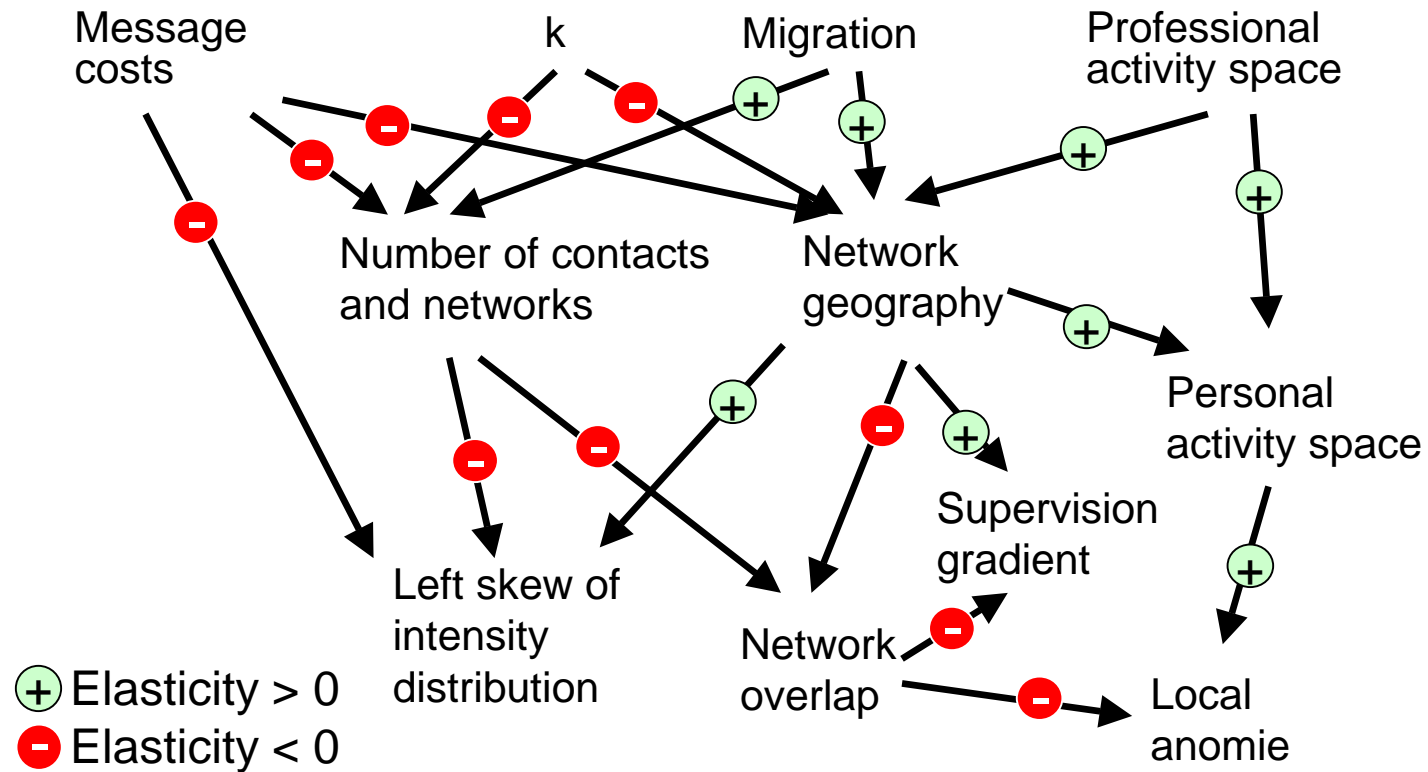 Message
costs
k
Migration
Professional
activity space
-
-
-
-
-
+
+
+
+
Number of contacts
and networks
Network
geography
+
Personal
activity space
-
-
+
-
+
Supervision
gradient
+
Left skew of
intensity
distribution
Network
overlap
-
-
Local
anomie
+ Elasticity > 0
- Elasticity < 0